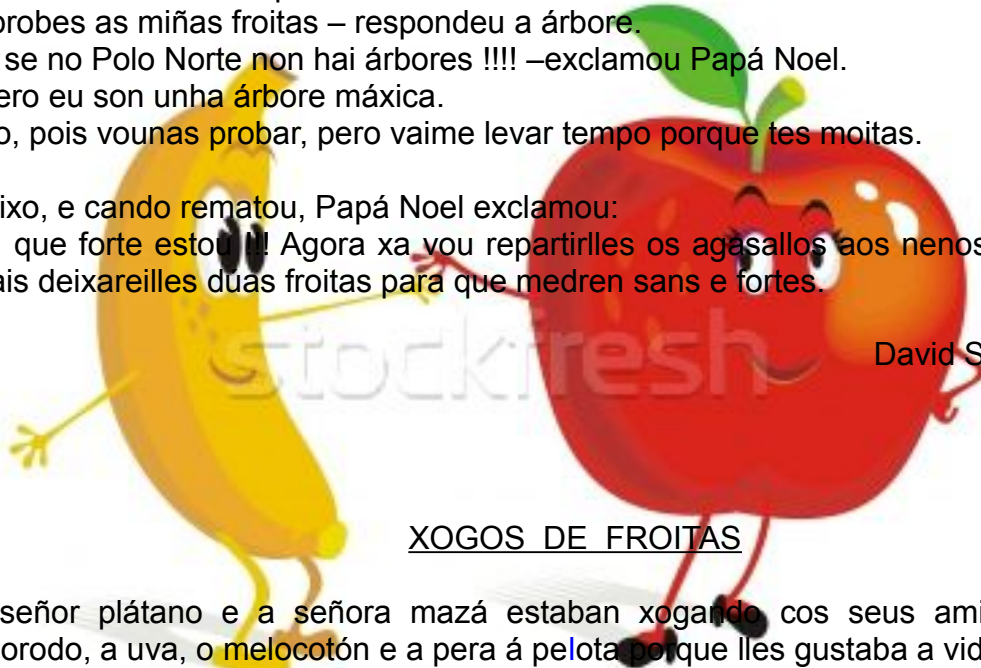 probes as miñas froitas – respondeu a árbore.
se no Polo Norte non hai árbores !!!! –exclamou Papá Noel.
ero eu son unha árbore máxica.
o, pois vounas probar, pero vaime levar tempo porque tes moitas.
ixo, e cando rematou, Papá Noel exclamou:
que forte estou !!! Agora xa vou repartirlles os agasallos aos nenos
ais deixareilles dúas froitas para que medren sans e fortes.
stockfresh
David S
XOGOS DE FROITAS
señor plátano e a señora mazá estaban xogando cos seus ami
orodo, a uva, o melocotón e a pera á pelota porque lles gustaba a vid